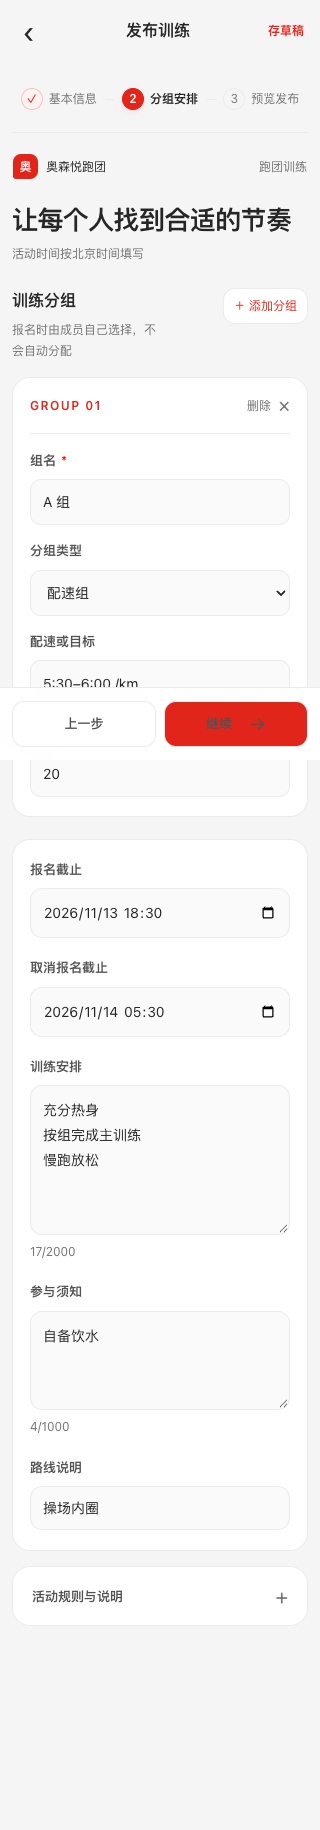 发布训练
存草稿
基本信息
2 分组安排
3 预览发布
奥 奥森悦跑团
跑团训练
让每个人找到合适的节奏
活动时间按北京时间填写
训练分组
+ 添加分组
报名时由成员自己选择，不
会自动分配
GROUP 01
删除 ×
组名 *
A 组
分组类型
配速组
配速或目标
5:30–6:00 /km
上一步
继续 →
20
报名截止
2026/11/13 18:30
取消报名截止
2026/11/14 05:30
训练安排
充分热身
按组完成主训练
慢跑放松
17/2000
参与须知
自备饮水
4/1000
路线说明
操场内圈
活动规则与说明 +